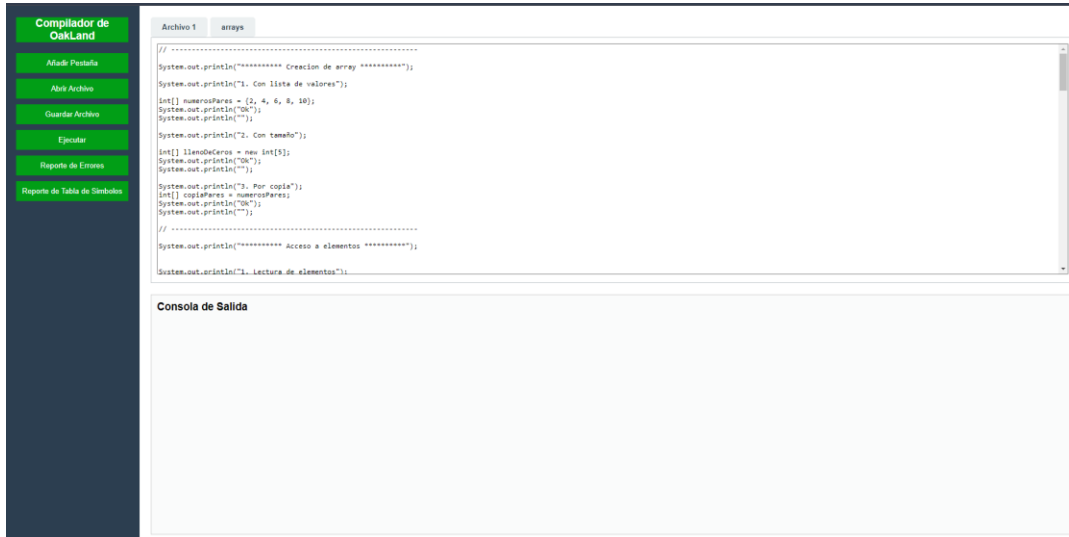 Compilador de
OakLand
Añadir Pestaña
Abrir Archivo
Guardar Archivo
Ejecutar
Reporte de Errores
Reporte de Tabla de Simbolos
Archivo 1 arrays
// ------------------------------------------------------------
System.out.println("********** Creacion de array **********");
System.out.println("1. Con lista de valores");
int[] numerosPares = {2, 4, 6, 8, 10};
System.out.println("Ok");
System.out.println("");
System.out.println("2. Con tamaño");
int[] llenoDeCeros = new int[5];
System.out.println("Ok");
System.out.println("");
System.out.println("3. Por copia");
int[] copiaPares = numerosPares;
System.out.println("Ok");
System.out.println("");
// ------------------------------------------------------------
System.out.println("********** Acceso a elementos **********");
System.out.println("1. Lectura de elementos");
Consola de Salida